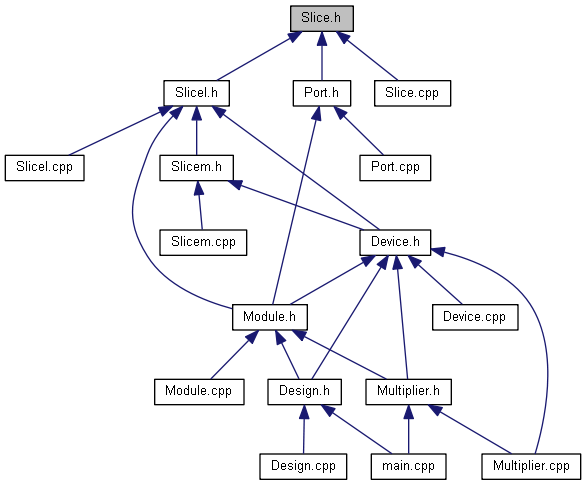 Slice.h
Slicel.h
Port.h
Slice.cpp
Slicel.cpp
Slicem.h
Port.cpp
Slicem.cpp
Device.h
Module.h
Device.cpp
Module.cpp
Design.h
Multiplier.h
Design.cpp
main.cpp
Multiplier.cpp